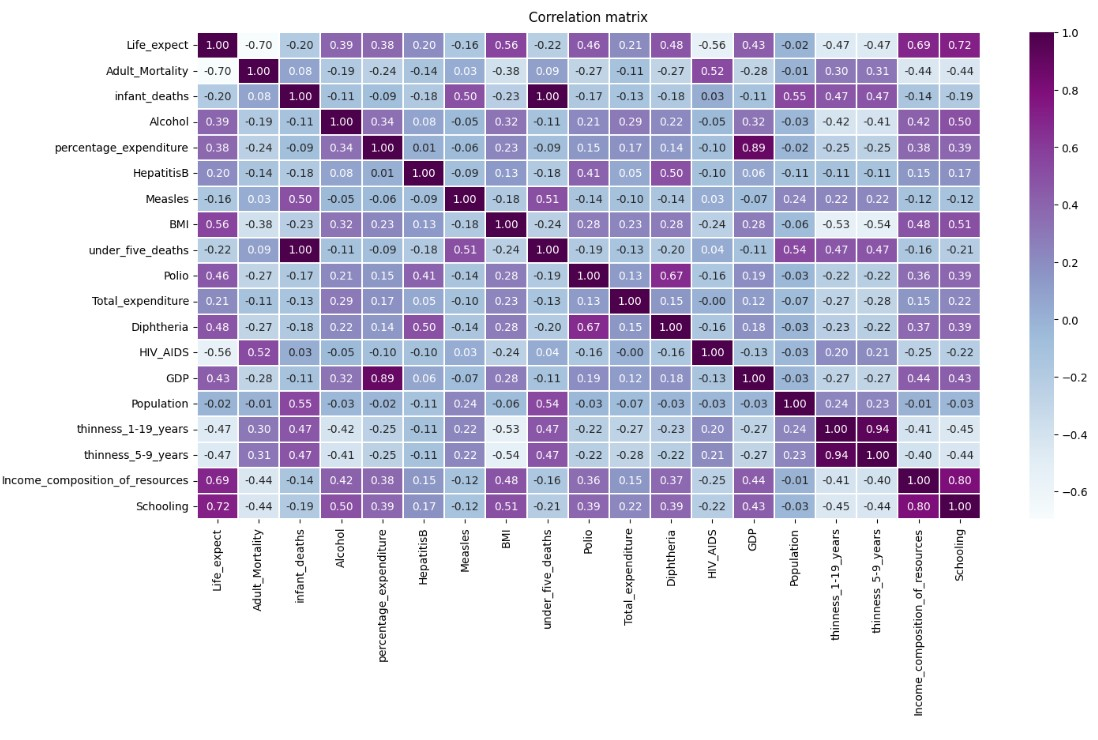 Correlation matrix
Life_expect 1.00 -0.70 -0.20 0.39 0.38 0.20 -0.16 0.56 -0.22 0.46 0.21 0.48 -0.56 0.43 -0.02 -0.47 -0.47 0.69 0.72
Adult_Mortality -0.70 1.00 0.08 -0.19 -0.24 -0.14 0.03 -0.38 0.09 -0.27 -0.11 -0.27 0.52 -0.28 -0.01 0.30 0.31 -0.44 -0.44
infant_deaths -0.20 0.08 1.00 -0.11 -0.09 -0.18 0.50 -0.23 1.00 -0.17 -0.13 -0.18 0.03 -0.11 0.55 0.47 0.47 -0.14 -0.19
Alcohol 0.39 -0.19 -0.11 1.00 0.34 0.08 -0.05 0.32 -0.11 0.21 0.29 0.22 -0.05 0.32 -0.03 -0.42 -0.41 0.42 0.50
percentage_expenditure 0.38 -0.24 -0.09 0.34 1.00 0.01 -0.06 0.23 -0.09 0.15 0.17 0.14 -0.10 0.89 -0.02 -0.25 -0.25 0.38 0.39
HepatitisB 0.20 -0.14 -0.18 0.08 0.01 1.00 -0.09 0.13 -0.18 0.41 0.05 0.50 -0.10 0.06 -0.11 -0.11 -0.11 0.15 0.17
Measles -0.16 0.03 0.50 -0.05 -0.06 -0.09 1.00 -0.18 0.51 -0.14 -0.10 -0.14 0.03 -0.07 0.24 0.22 0.22 -0.12 -0.12
BMI 0.56 -0.38 -0.23 0.32 0.23 0.13 -0.18 1.00 -0.24 0.28 0.23 0.28 -0.24 0.28 -0.06 -0.53 -0.54 0.48 0.51
under_five_deaths -0.22 0.09 1.00 -0.11 -0.09 -0.18 0.51 -0.24 1.00 -0.19 -0.13 -0.20 0.04 -0.11 0.54 0.47 0.47 -0.16 -0.21
Polio 0.46 -0.27 -0.17 0.21 0.15 0.41 -0.14 0.28 -0.19 1.00 0.13 0.67 -0.16 0.19 -0.03 -0.22 -0.22 0.36 0.39
Total_expenditure 0.21 -0.11 -0.13 0.29 0.17 0.05 -0.10 0.23 -0.13 0.13 1.00 0.15 -0.00 0.12 -0.07 -0.27 -0.28 0.15 0.22
Diphtheria 0.48 -0.27 -0.18 0.22 0.14 0.50 -0.14 0.28 -0.20 0.67 0.15 1.00 -0.16 0.18 -0.03 -0.23 -0.22 0.37 0.39
HIV_AIDS -0.56 0.52 0.03 -0.05 -0.10 -0.10 0.03 -0.24 0.04 -0.16 -0.00 -0.16 1.00 -0.13 -0.03 0.20 0.21 -0.25 -0.22
GDP 0.43 -0.28 -0.11 0.32 0.89 0.06 -0.07 0.28 -0.11 0.19 0.12 0.18 -0.13 1.00 -0.03 -0.27 -0.27 0.44 0.43
Population -0.02 -0.01 0.55 -0.03 -0.02 -0.11 0.24 -0.06 0.54 -0.03 -0.07 -0.03 -0.03 -0.03 1.00 0.24 0.23 -0.01 -0.03
thinness_1-19_years -0.47 0.30 0.47 -0.42 -0.25 -0.11 0.22 -0.53 0.47 -0.22 -0.27 -0.23 0.20 -0.27 0.24 1.00 0.94 -0.41 -0.45
thinness_5-9_years -0.47 0.31 0.47 -0.41 -0.25 -0.11 0.22 -0.54 0.47 -0.22 -0.28 -0.22 0.21 -0.27 0.23 0.94 1.00 -0.40 -0.44
Income_composition_of_resources 0.69 -0.44 -0.14 0.42 0.38 0.15 -0.12 0.48 -0.16 0.36 0.15 0.37 -0.25 0.44 -0.01 -0.41 -0.40 1.00 0.80
Schooling 0.72 -0.44 -0.19 0.50 0.39 0.17 -0.12 0.51 -0.21 0.39 0.22 0.39 -0.22 0.43 -0.03 -0.45 -0.44 0.80 1.00
Life_expect
Adult_Mortality
infant_deaths
Alcohol
percentage_expenditure
HepatitisB
Measles
BMI
under_five_deaths
Polio
Total_expenditure
Diphtheria
HIV_AIDS
GDP
Population
thinness_1-19_years
thinness_5-9_years
Income_composition_of_resources
Schooling
1.0
0.8
0.6
0.4
0.2
0.0
−0.2
−0.4
−0.6